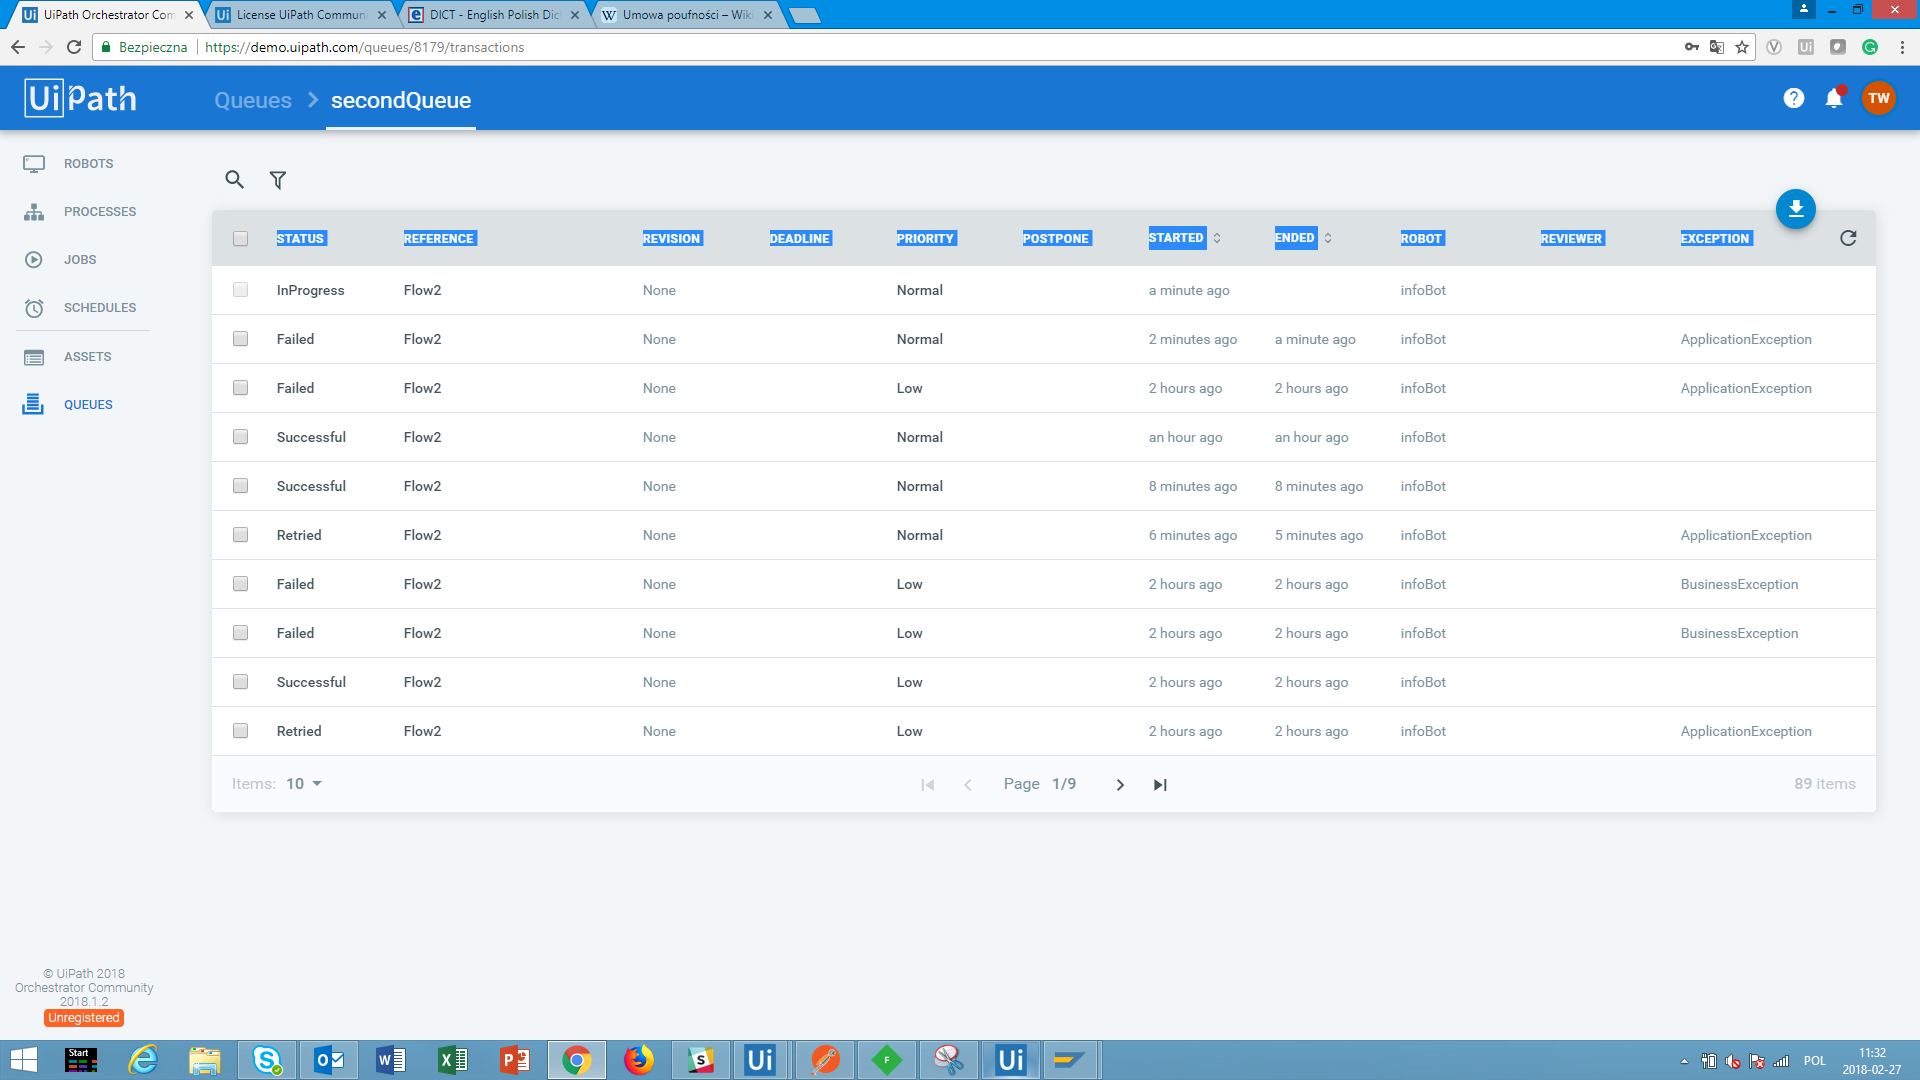 UiPath Orchestrator Com
License UiPath Communi
DICT - English Polish Dic
Umowa poufności – Wiki
Bezpieczna https://demo.uipath.com/queues/8179/transactions
UiPath Queues secondQueue TW
ROBOTS
PROCESSES
JOBS
SCHEDULES
ASSETS
QUEUES
STATUS REFERENCE REVISION DEADLINE PRIORITY POSTPONE STARTED ENDED ROBOT REVIEWER EXCEPTION
InProgress Flow2 None Normal a minute ago infoBot
Failed Flow2 None Normal 2 minutes ago a minute ago infoBot ApplicationException
Failed Flow2 None Low 2 hours ago 2 hours ago infoBot ApplicationException
Successful Flow2 None Normal an hour ago an hour ago infoBot
Successful Flow2 None Normal 8 minutes ago 8 minutes ago infoBot
Retried Flow2 None Normal 6 minutes ago 5 minutes ago infoBot ApplicationException
Failed Flow2 None Low 2 hours ago 2 hours ago infoBot BusinessException
Failed Flow2 None Low 2 hours ago 2 hours ago infoBot BusinessException
Successful Flow2 None Low 2 hours ago 2 hours ago infoBot
Retried Flow2 None Low 2 hours ago 2 hours ago infoBot ApplicationException
Items: 10 Page 1/9 89 items
© UiPath 2018
Orchestrator Community
2018.1.2
Unregistered
Start
POL
11:32
2018-02-27